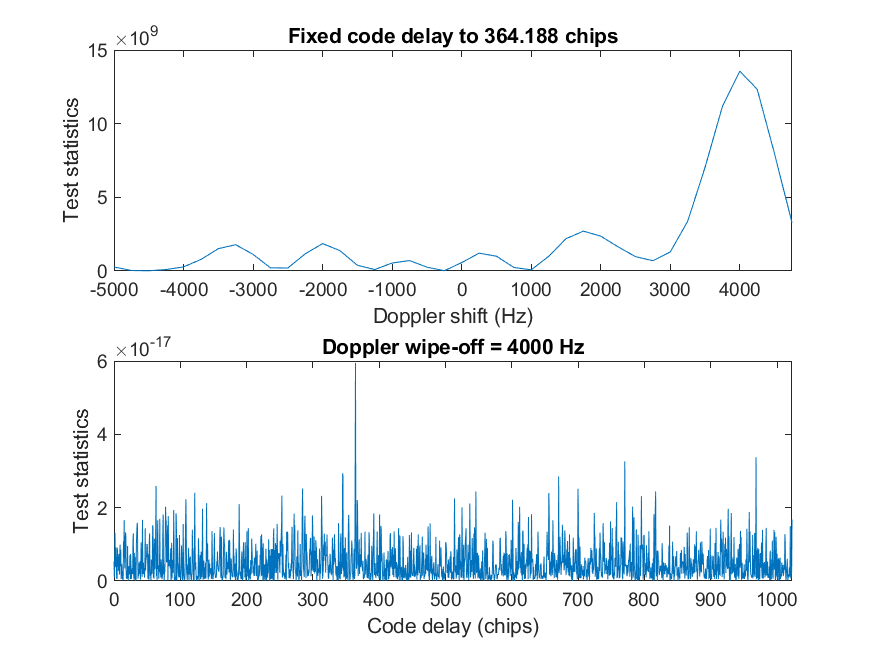 Fixed code delay to 364.188 chips
×10^9
15
10
5
0
Test statistics
-5000 -4000 -3000 -2000 -1000 0 1000 2000 3000 4000
Doppler shift (Hz)
Doppler wipe-off = 4000 Hz
×10^-17
6
4
2
0
Test statistics
0 100 200 300 400 500 600 700 800 900 1000
Code delay (chips)